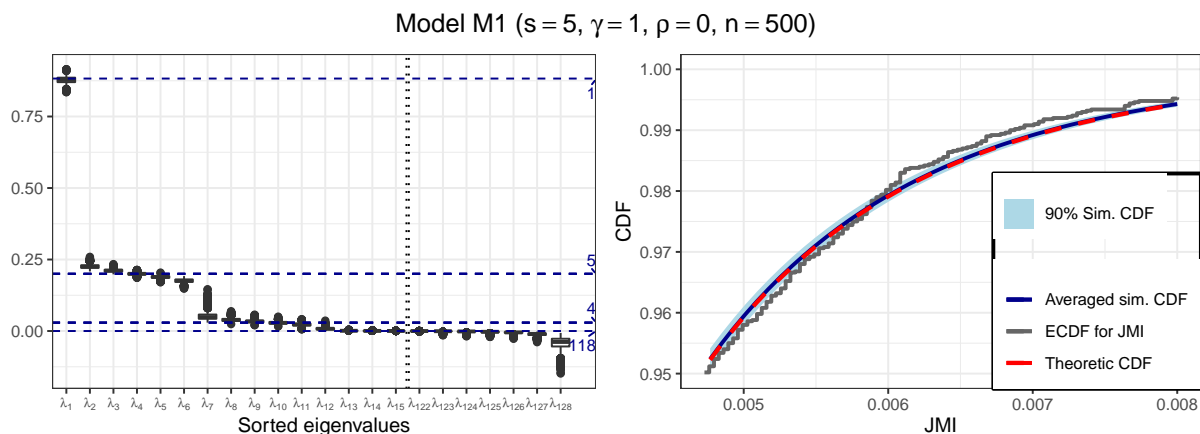 Model M1 (s = 5, γ = 1, ρ = 0, n = 500)
0.75
0.50
0.25
0.00
1
5
4
118
λ1 λ2 λ3 λ4 λ5 λ6 λ7 λ8 λ9 λ10 λ11 λ12 λ13 λ14 λ15 λ122 λ123 λ124 λ125 λ126 λ127 λ128
Sorted eigenvalues
CDF
1.00
0.99
0.98
0.97
0.96
0.95
90% Sim. CDF
Averaged sim. CDF
ECDF for JMI
Theoretic CDF
0.005 0.006 0.007 0.008
JMI